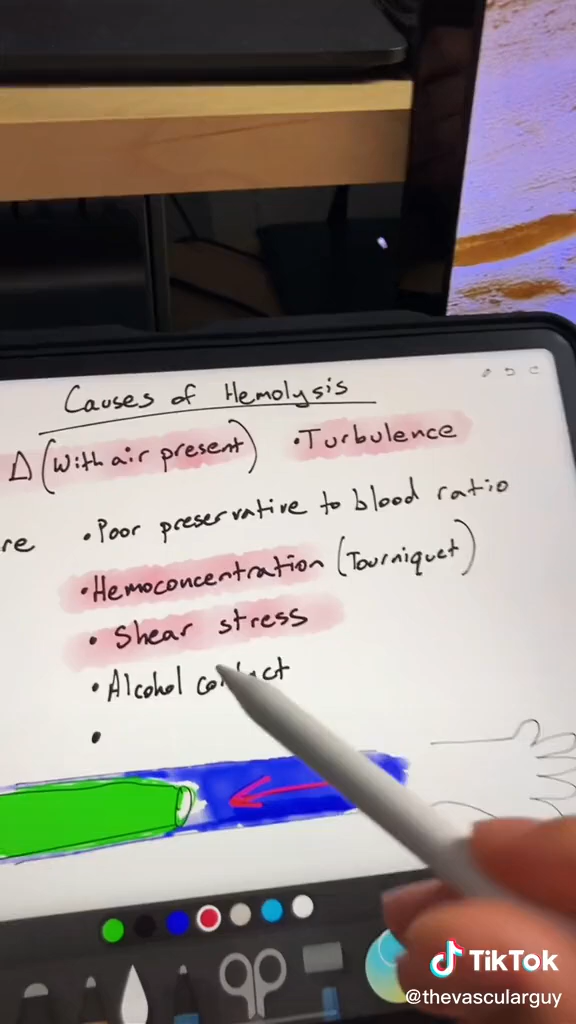 Causes of Hemolysis
Δ (With air present)
• Turbulence
re
• Poor preservative to blood ratio
• Hemoconcentration (Tourniquet)
• Shear stress
• Alcohol contact
•
TikTok
@thevascularguy